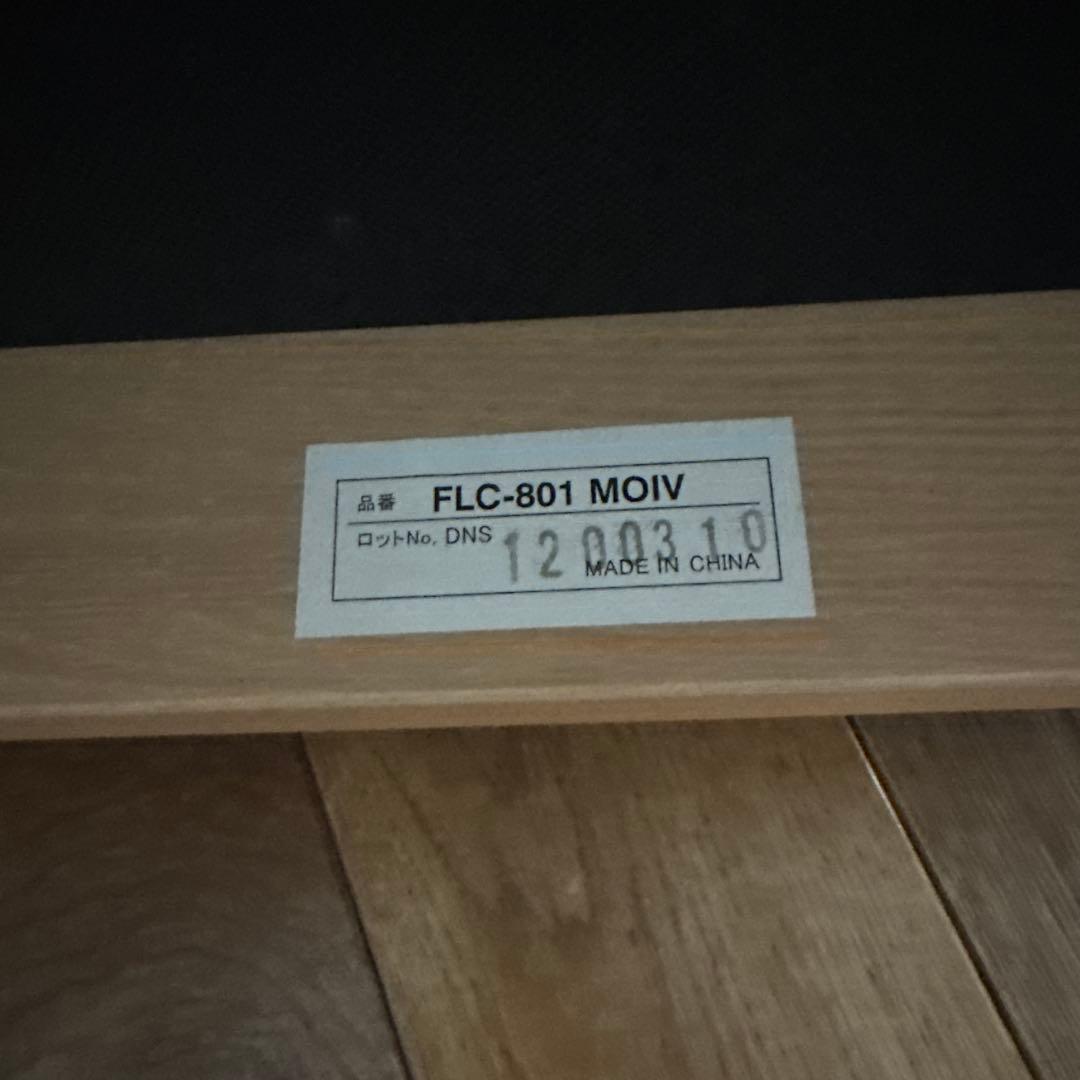 品番 FLC-801 MOIV
ロットNo. DNS 1200310
MADE IN CHINA